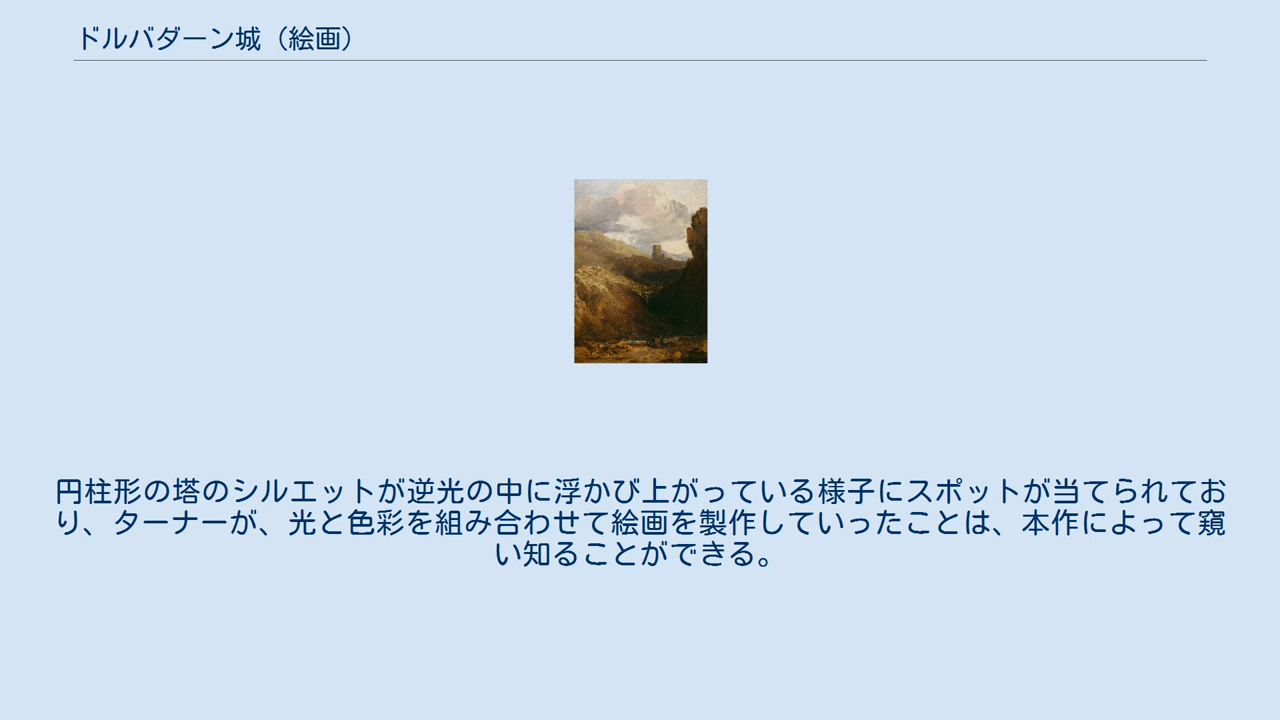 ドルバダーン城（絵画）
円柱形の塔のシルエットが逆光の中に浮かび上がっている様子にスポットが当てられてお
り、ターナーが、光と色彩を組み合わせて絵画を製作していったことは、本作によって窺
い知ることができる。